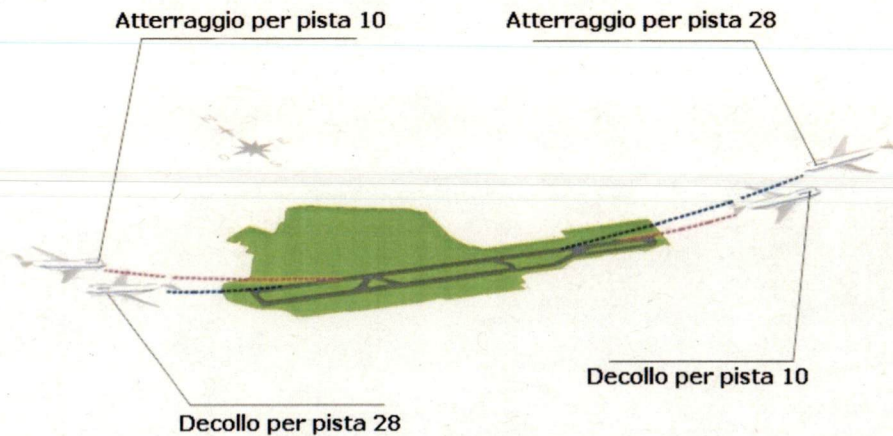 Atterraggio per pista 10
Atterraggio per pista 28
Decollo per pista 10
Decollo per pista 28